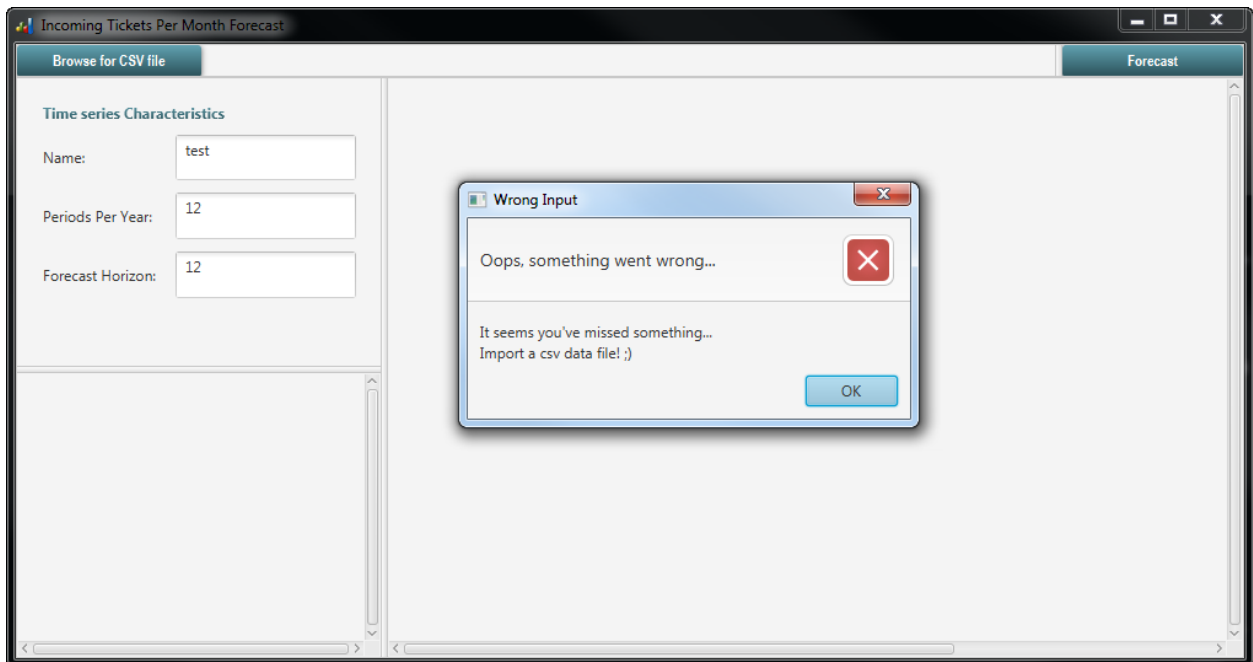 Incoming Tickets Per Month Forecast
Browse for CSV file
Forecast
Time series Characteristics
Name:
test
Periods Per Year:
12
Forecast Horizon:
12
Wrong Input
Oops, something went wrong...
It seems you've missed something...
Import a csv data file! ;)
OK